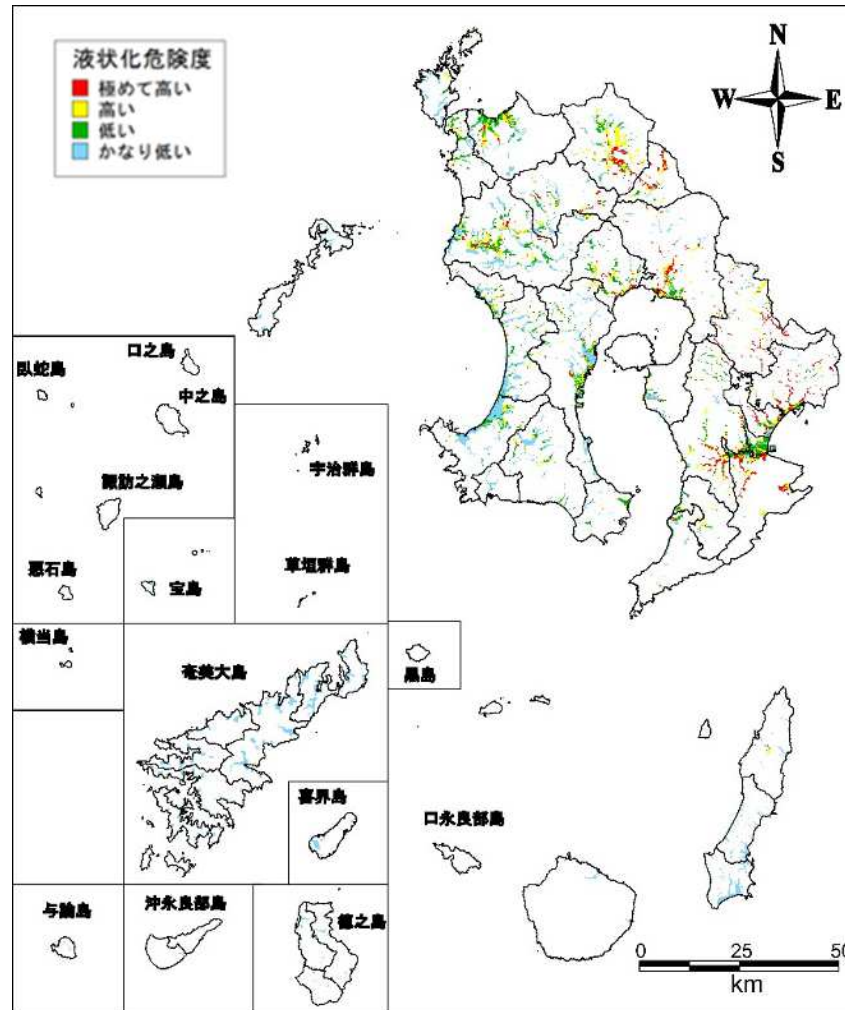 液状化危険度
極めて高い
高い
低い
かなり低い
N
W
E
S
口之島
臥蛇島
中之島
諏訪之瀬島
宇治群島
悪石島
宝島
草垣群島
横当島
奄美大島
黒島
喜界島
口永良部島
与論島
沖永良部島
徳之島
0 25 50
km